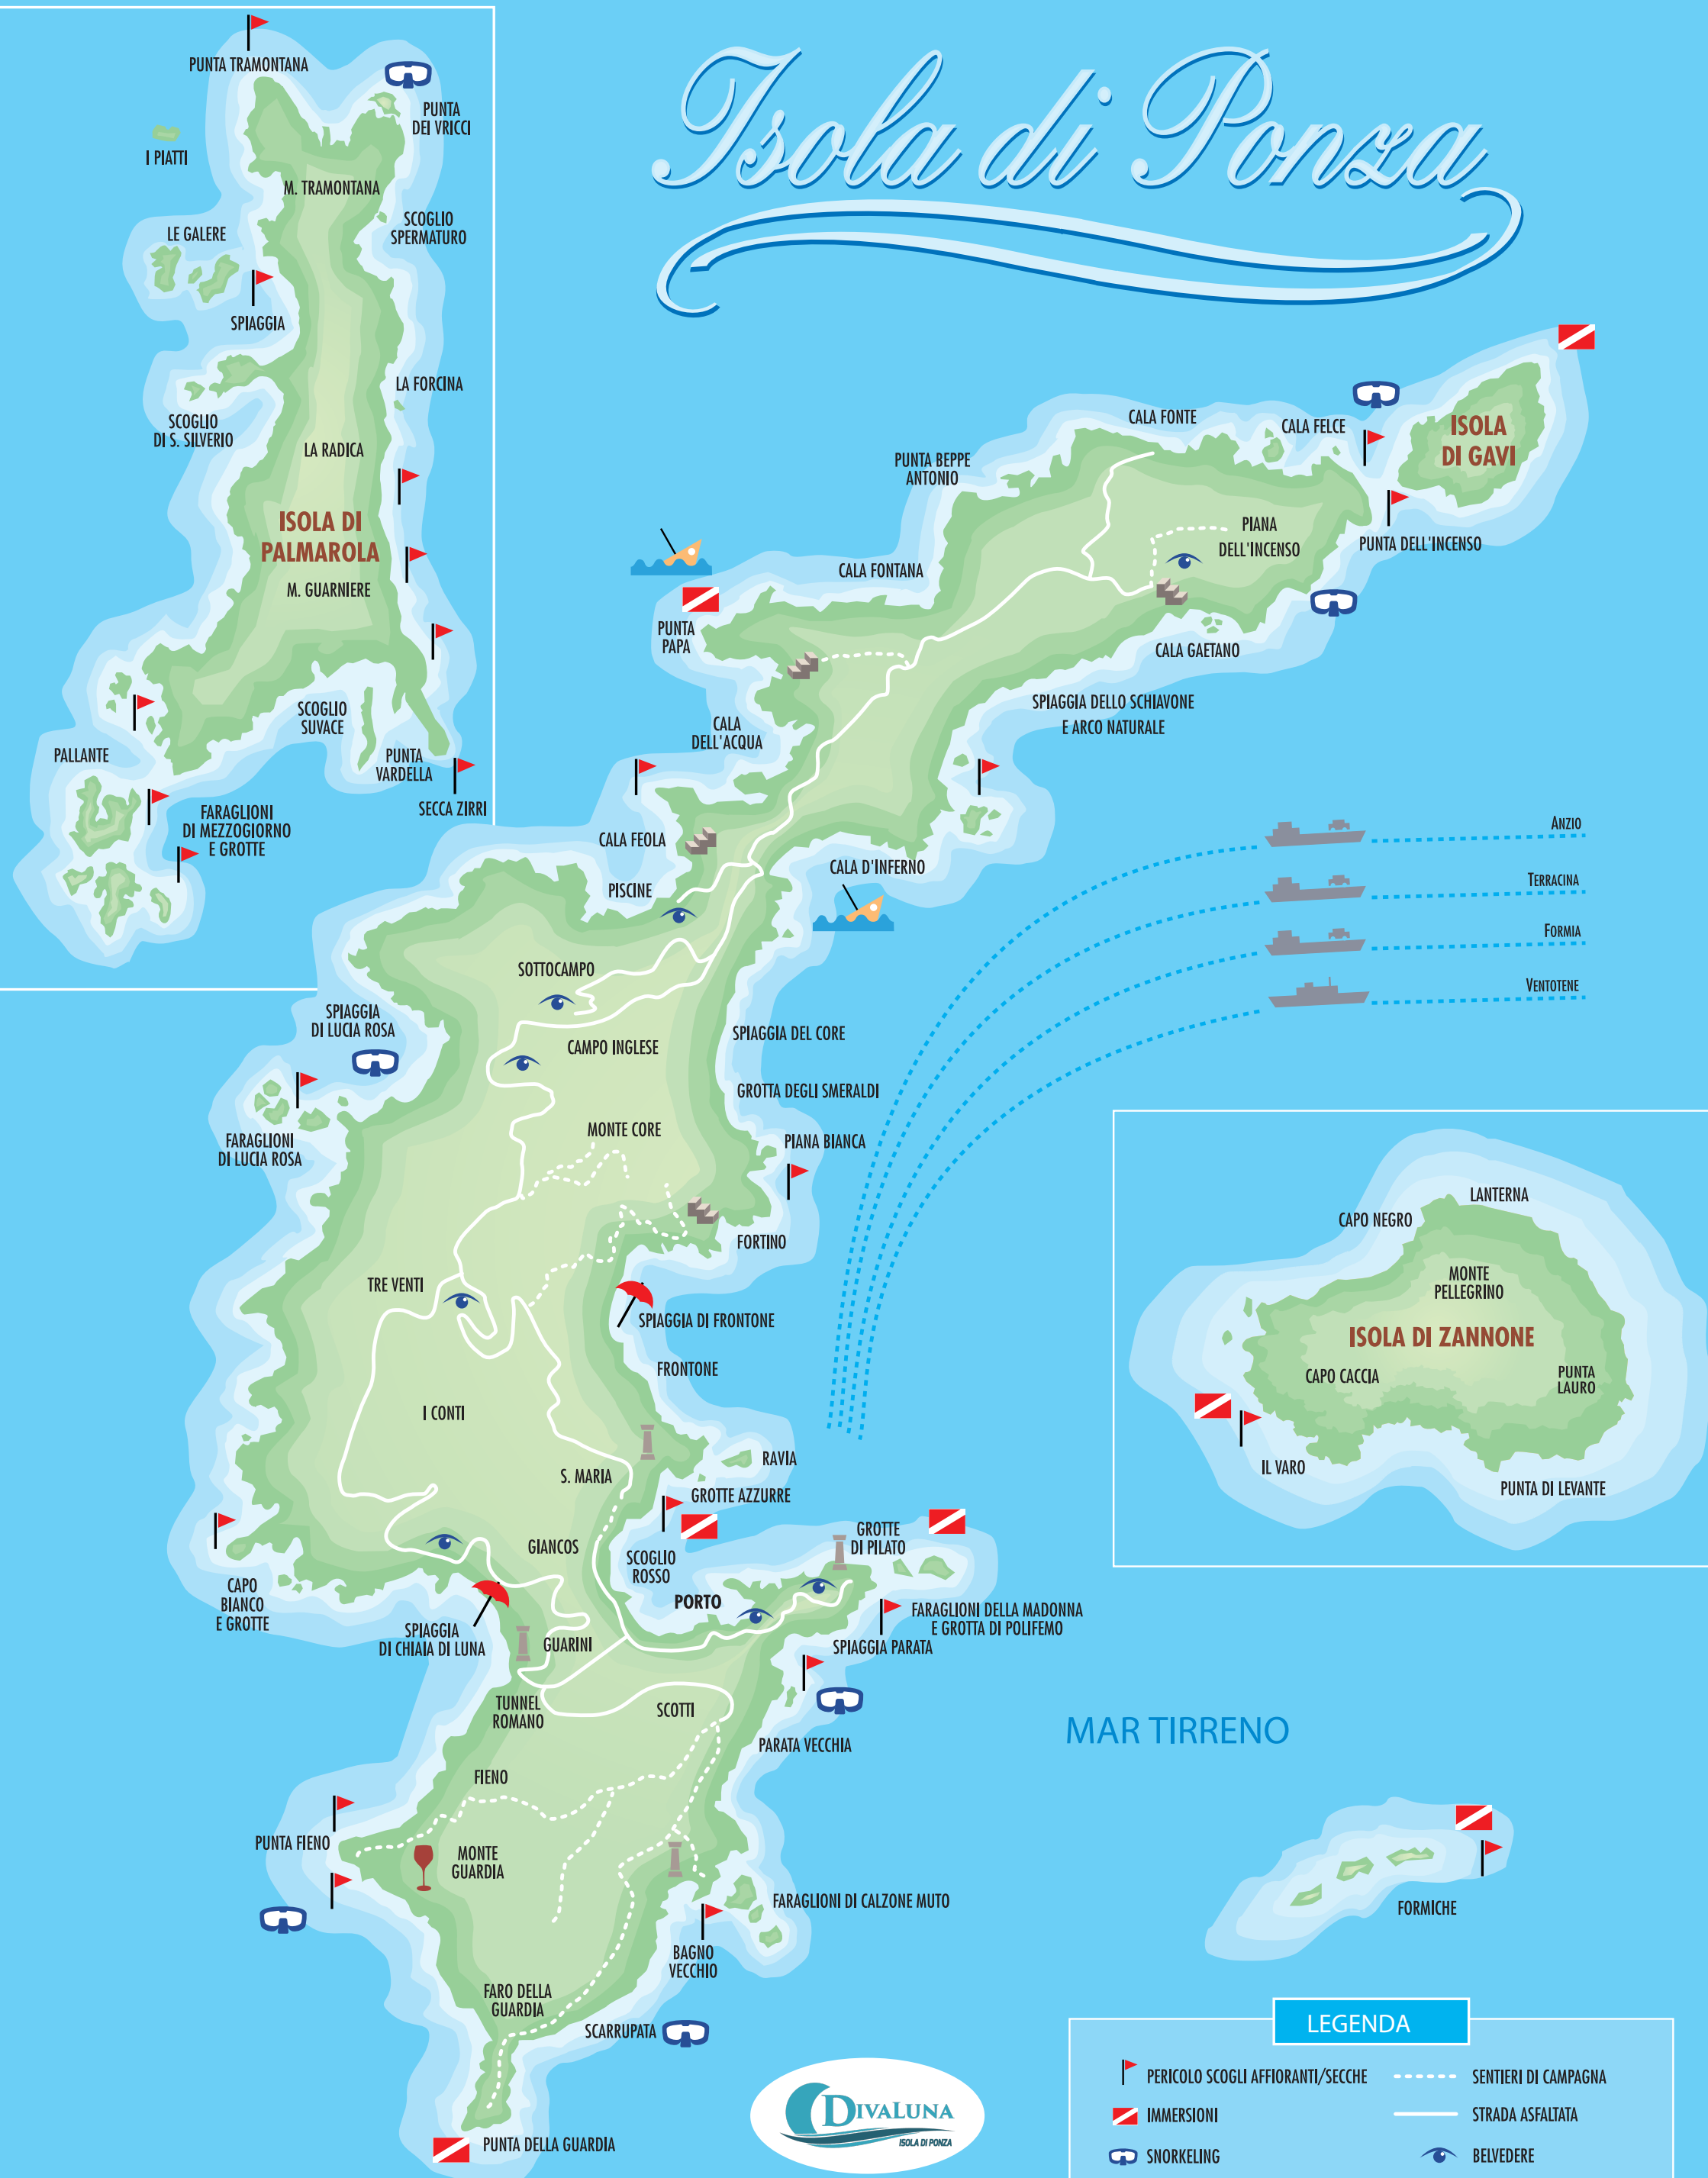 Isola di Ponza
PUNTA TRAMONTANA
PUNTA
DEI VRICCI
I PIATTI
M. TRAMONTANA
SCOGLIO
SPERMATURO
LE GALERE
SPIAGGIA
LA FORCINA
SCOGLIO
DI S. SILVERIO
LA RADICA
ISOLA DI
PALMAROLA
M. GUARNIERE
SCOGLIO
SUVACE
PALLANTE
PUNTA
VARDELLA
SECCA ZIRRI
FARAGLIONI
DI MEZZOGIORNO
E GROTTE
CALA FONTE
CALA FELCE
ISOLA
DI GAVI
PUNTA BEPPE
ANTONIO
PIANA
DELL'INCENSO
PUNTA DELL'INCENSO
CALA FONTANA
PUNTA
PAPA
CALA GAETANO
SPIAGGIA DELLO SCHIAVONE
E ARCO NATURALE
CALA
DELL'ACQUA
CALA FEOLA
CALA D'INFERNO
PISCINE
ANZIO
TERRACINA
FORMIA
VENTOTENE
SOTTOCAMPO
SPIAGGIA
DI LUCIA ROSA
CAMPO INGLESE
SPIAGGIA DEL CORE
GROTTA DEGLI SMERALDI
MONTE CORE
PIANA BIANCA
FARAGLIONI
DI LUCIA ROSA
FORTINO
TRE VENTI
SPIAGGIA DI FRONTONE
FRONTONE
I CONTI
RAVIA
S. MARIA
GROTTE AZZURRE
GIANCOS
SCOGLIO
ROSSO
GROTTE
DI PILATO
PORTO
CAPO
BIANCO
E GROTTE
FARAGLIONI DELLA MADONNA
E GROTTA DI POLIFEMO
SPIAGGIA
DI CHIAIA DI LUNA
GUARINI
SPIAGGIA PARATA
TUNNEL
ROMANO
SCOTTI
PARATA VECCHIA
FIENO
PUNTA FIENO
MONTE
GUARDIA
FARAGLIONI DI CALZONE MUTO
BAGNO
VECCHIO
FARO DELLA
GUARDIA
SCARRUPATA
PUNTA DELLA GUARDIA
LANTERNA
CAPO NEGRO
MONTE
PELLEGRINO
ISOLA DI ZANNONE
CAPO CACCIA
PUNTA
LAURO
IL VARO
PUNTA DI LEVANTE
MAR TIRRENO
FORMICHE
DIVALUNA
ISOLA DI PONZA
LEGENDA
PERICOLO SCOGLI AFFIORANTI/SECCHE
SENTIERI DI CAMPAGNA
IMMERSIONI
STRADA ASFALTATA
SNORKELING
BELVEDERE